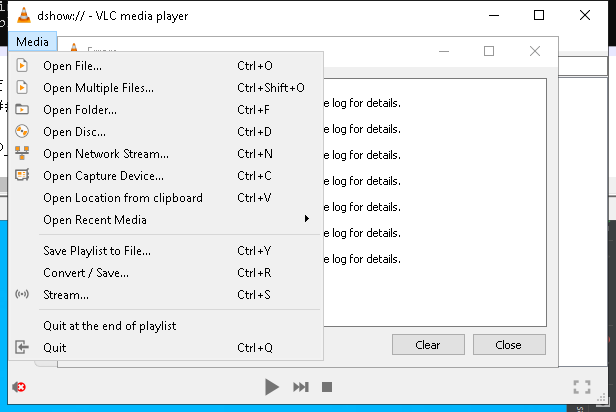 dshow:// - VLC media player
Media
Open File... Ctrl+O
Open Multiple Files... Ctrl+Shift+O
Open Folder... Ctrl+F
Open Disc... Ctrl+D
Open Network Stream... Ctrl+N
Open Capture Device... Ctrl+C
Open Location from clipboard Ctrl+V
Open Recent Media
Save Playlist to File... Ctrl+Y
Convert / Save... Ctrl+R
Stream... Ctrl+S
Quit at the end of playlist
Quit Ctrl+Q
log for details.
log for details.
log for details.
log for details.
log for details.
log for details.
log for details.
Clear
Close